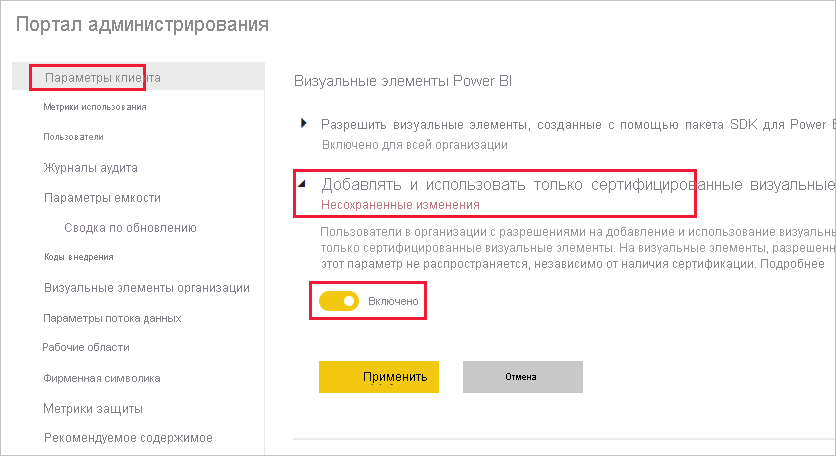 Портал администрирования
Параметры клиента
Метрики использования
Пользователи
Журналы аудита
Параметры емкости
Сводка по обновлению
Коды внедрения
Визуальные элементы организации
Параметры потока данных
Рабочие области
Фирменная символика
Метрики защиты
Рекомендуемое содержимое
Визуальные элементы Power BI
Разрешить визуальные элементы, созданные с помощью пакета SDK для Power B
Включено для всей организации
Добавлять и использовать только сертифицированные визуальные
Несохраненные изменения
Пользователи в организации с разрешениями на добавление и использование визуальнь
только сертифицированные визуальные элементы. На визуальные элементы, разрешенн
этот параметр не распространяется, независимо от наличия сертификации. Подробнее
Включено
Применить
Отмена